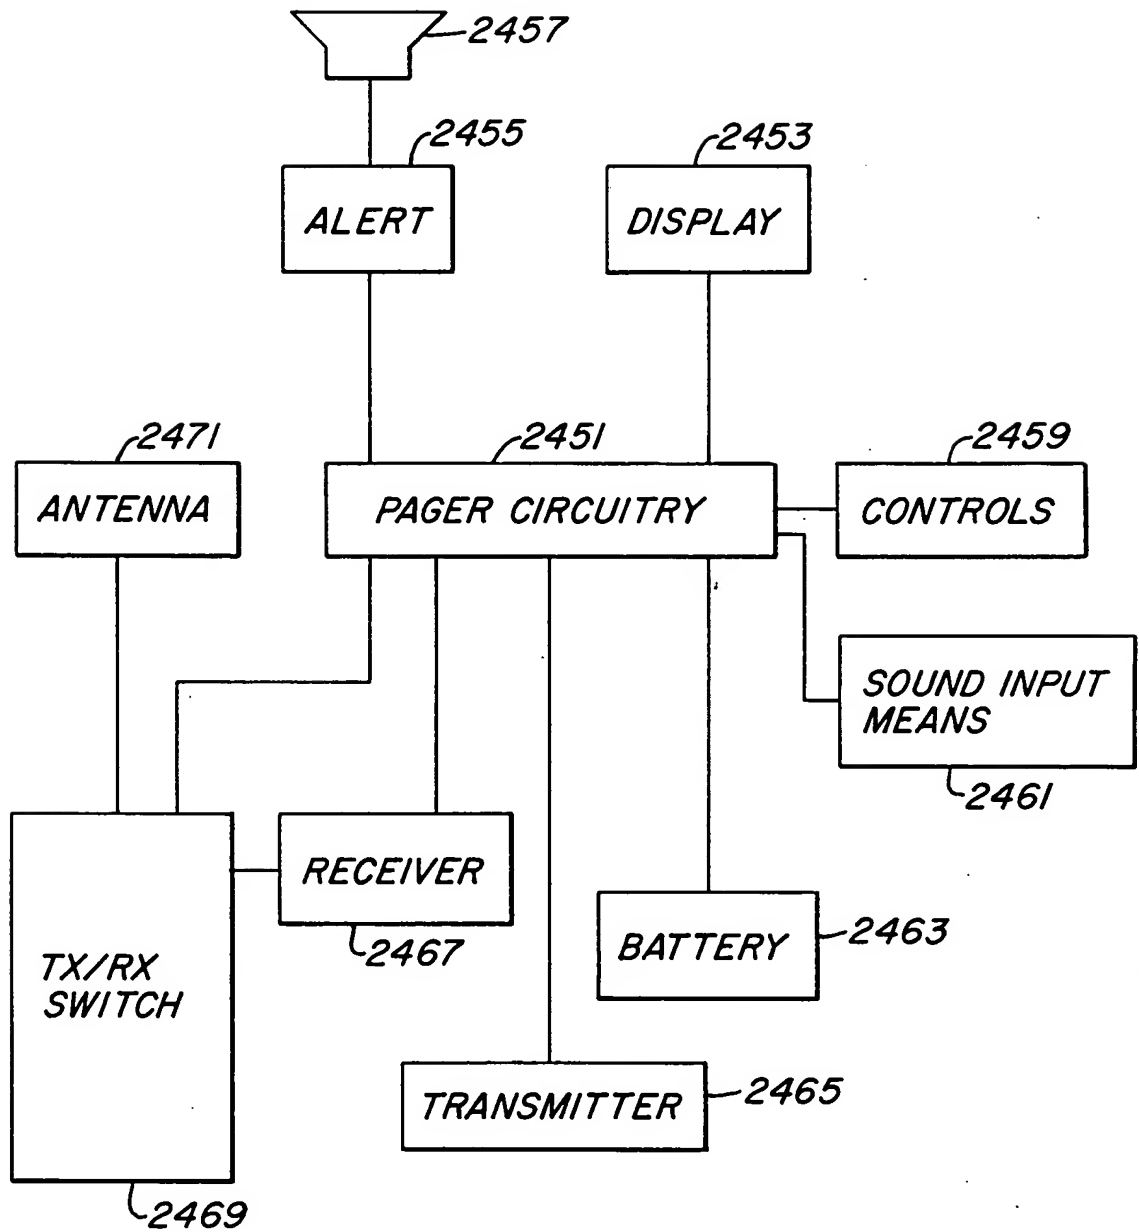 2457
2455
2453
ALERT
DISPLAY
2471
2451
2459
ANTENNA
PAGER CIRCUITRY
CONTROLS
SOUND INPUT
MEANS
2461
RECEIVER
2467
BATTERY
2463
TX/RX
SWITCH
TRANSMITTER
2465
2469